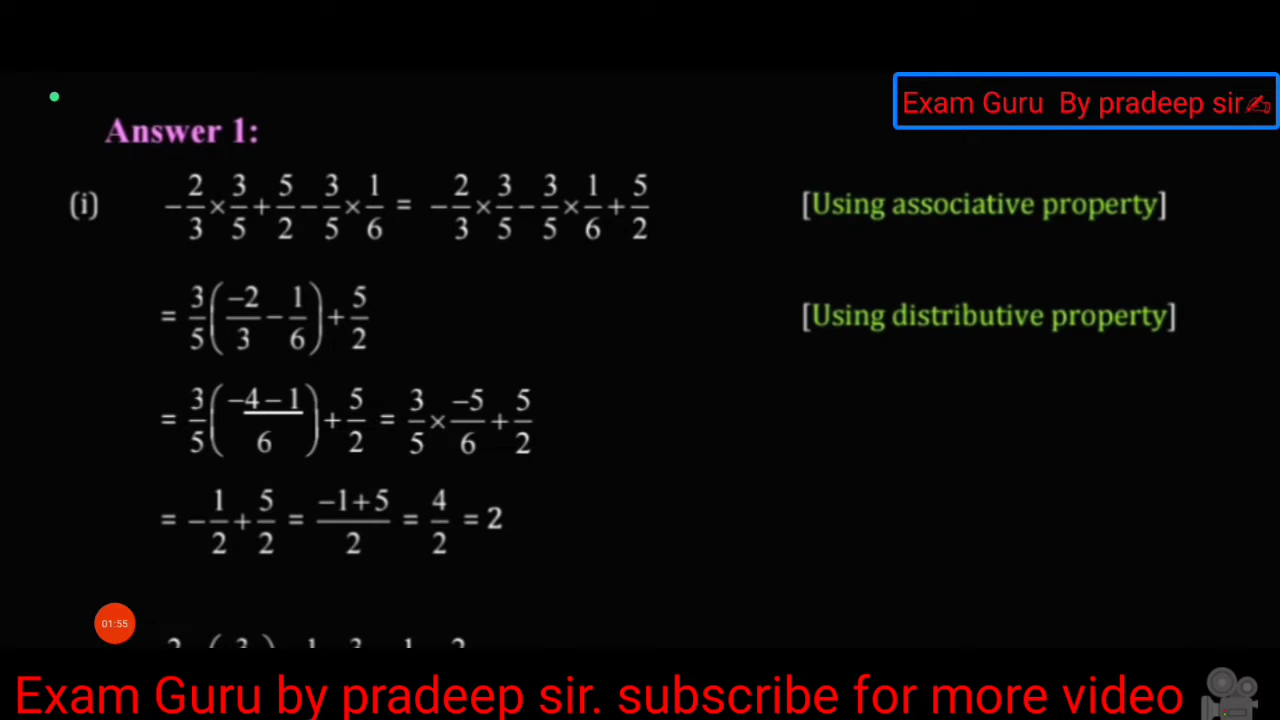 Exam Guru By pradeep sir✍
Answer 1:
(i) −2/3 × 3/5 + 5/2 − 3/5 × 1/6 = −2/3 × 3/5 − 3/5 × 1/6 + 5/2 [Using associative property]
= 3/5 (−2/3 − 1/6) + 5/2 [Using distributive property]
= 3/5 ((−4 − 1)/6) + 5/2 = 3/5 × −5/6 + 5/2
= −1/2 + 5/2 = (−1+5)/2 = 4/2 = 2
01:55
Exam Guru by pradeep sir. subscribe for more video